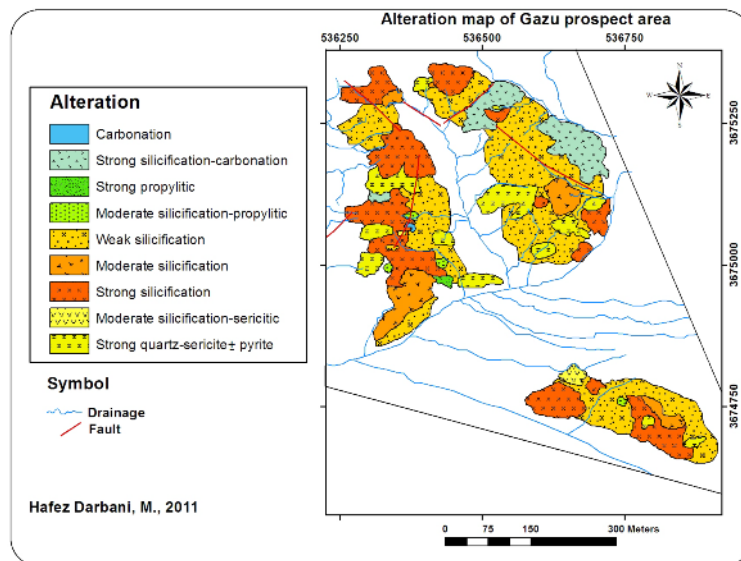 Alteration map of Gazu prospect area
536250
536500
536750
W
N
E
S
3675250
3675000
3674750
Alteration
Carbonation
Strong silicification-carbonation
Strong propylitic
Moderate silicification-propylitic
Weak silicification
Moderate silicification
Strong silicification
Moderate silicification-sericitic
Strong quartz-sericite± pyrite
Symbol
Drainage
Fault
Hafez Darbani, M., 2011
0 75 150 300 Meters